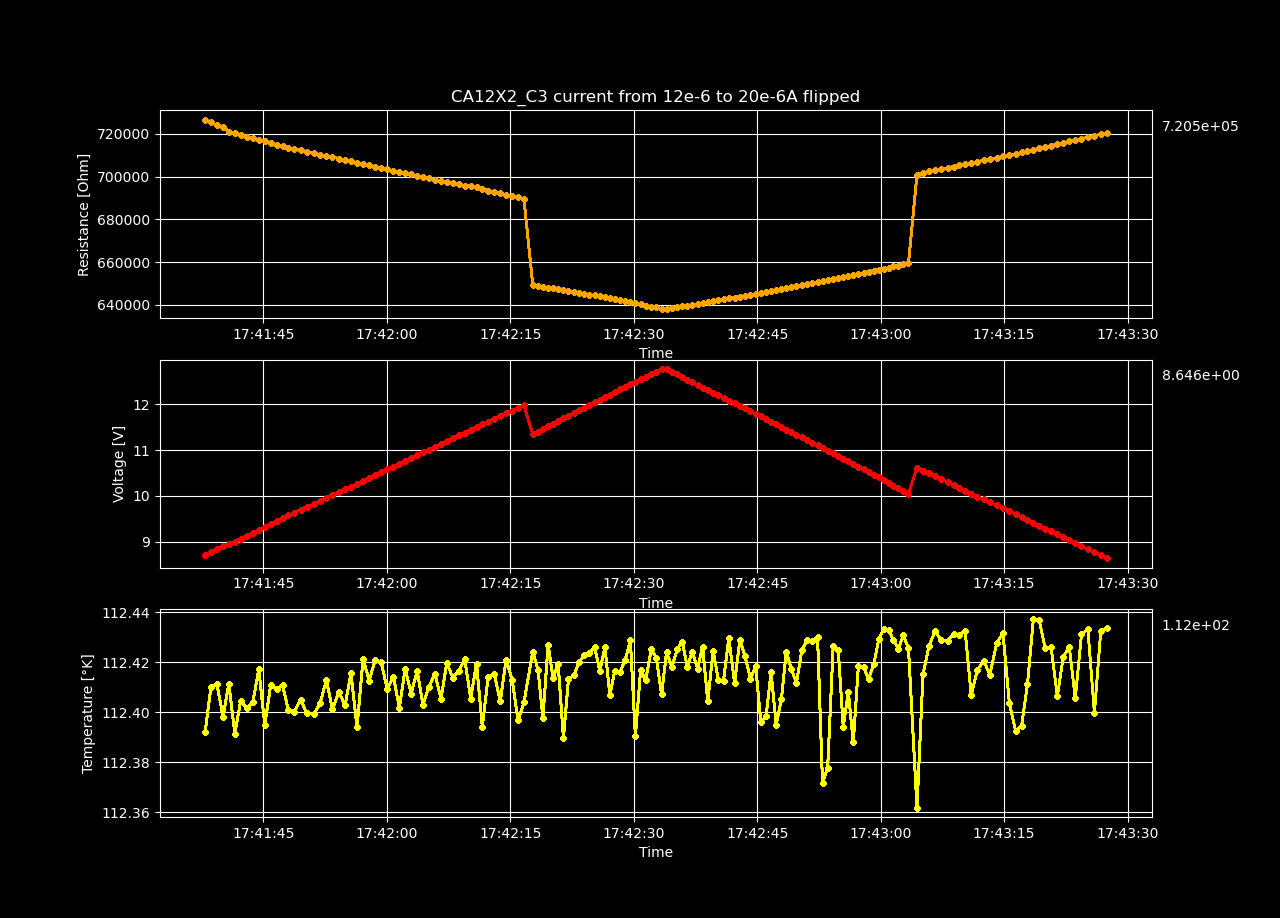 CA12X2_C3 current from 12e-6 to 20e-6A flipped
7.205e+05
Resistance [Ohm]
720000
700000
680000
660000
640000
17:41:45 17:42:00 17:42:15 17:42:30 17:42:45 17:43:00 17:43:15 17:43:30
Time
8.646e+00
Voltage [V]
12
11
10
9
17:41:45 17:42:00 17:42:15 17:42:30 17:42:45 17:43:00 17:43:15 17:43:30
Time
1.12e+02
Temperature [°K]
112.44
112.42
112.40
112.38
112.36
17:41:45 17:42:00 17:42:15 17:42:30 17:42:45 17:43:00 17:43:15 17:43:30
Time